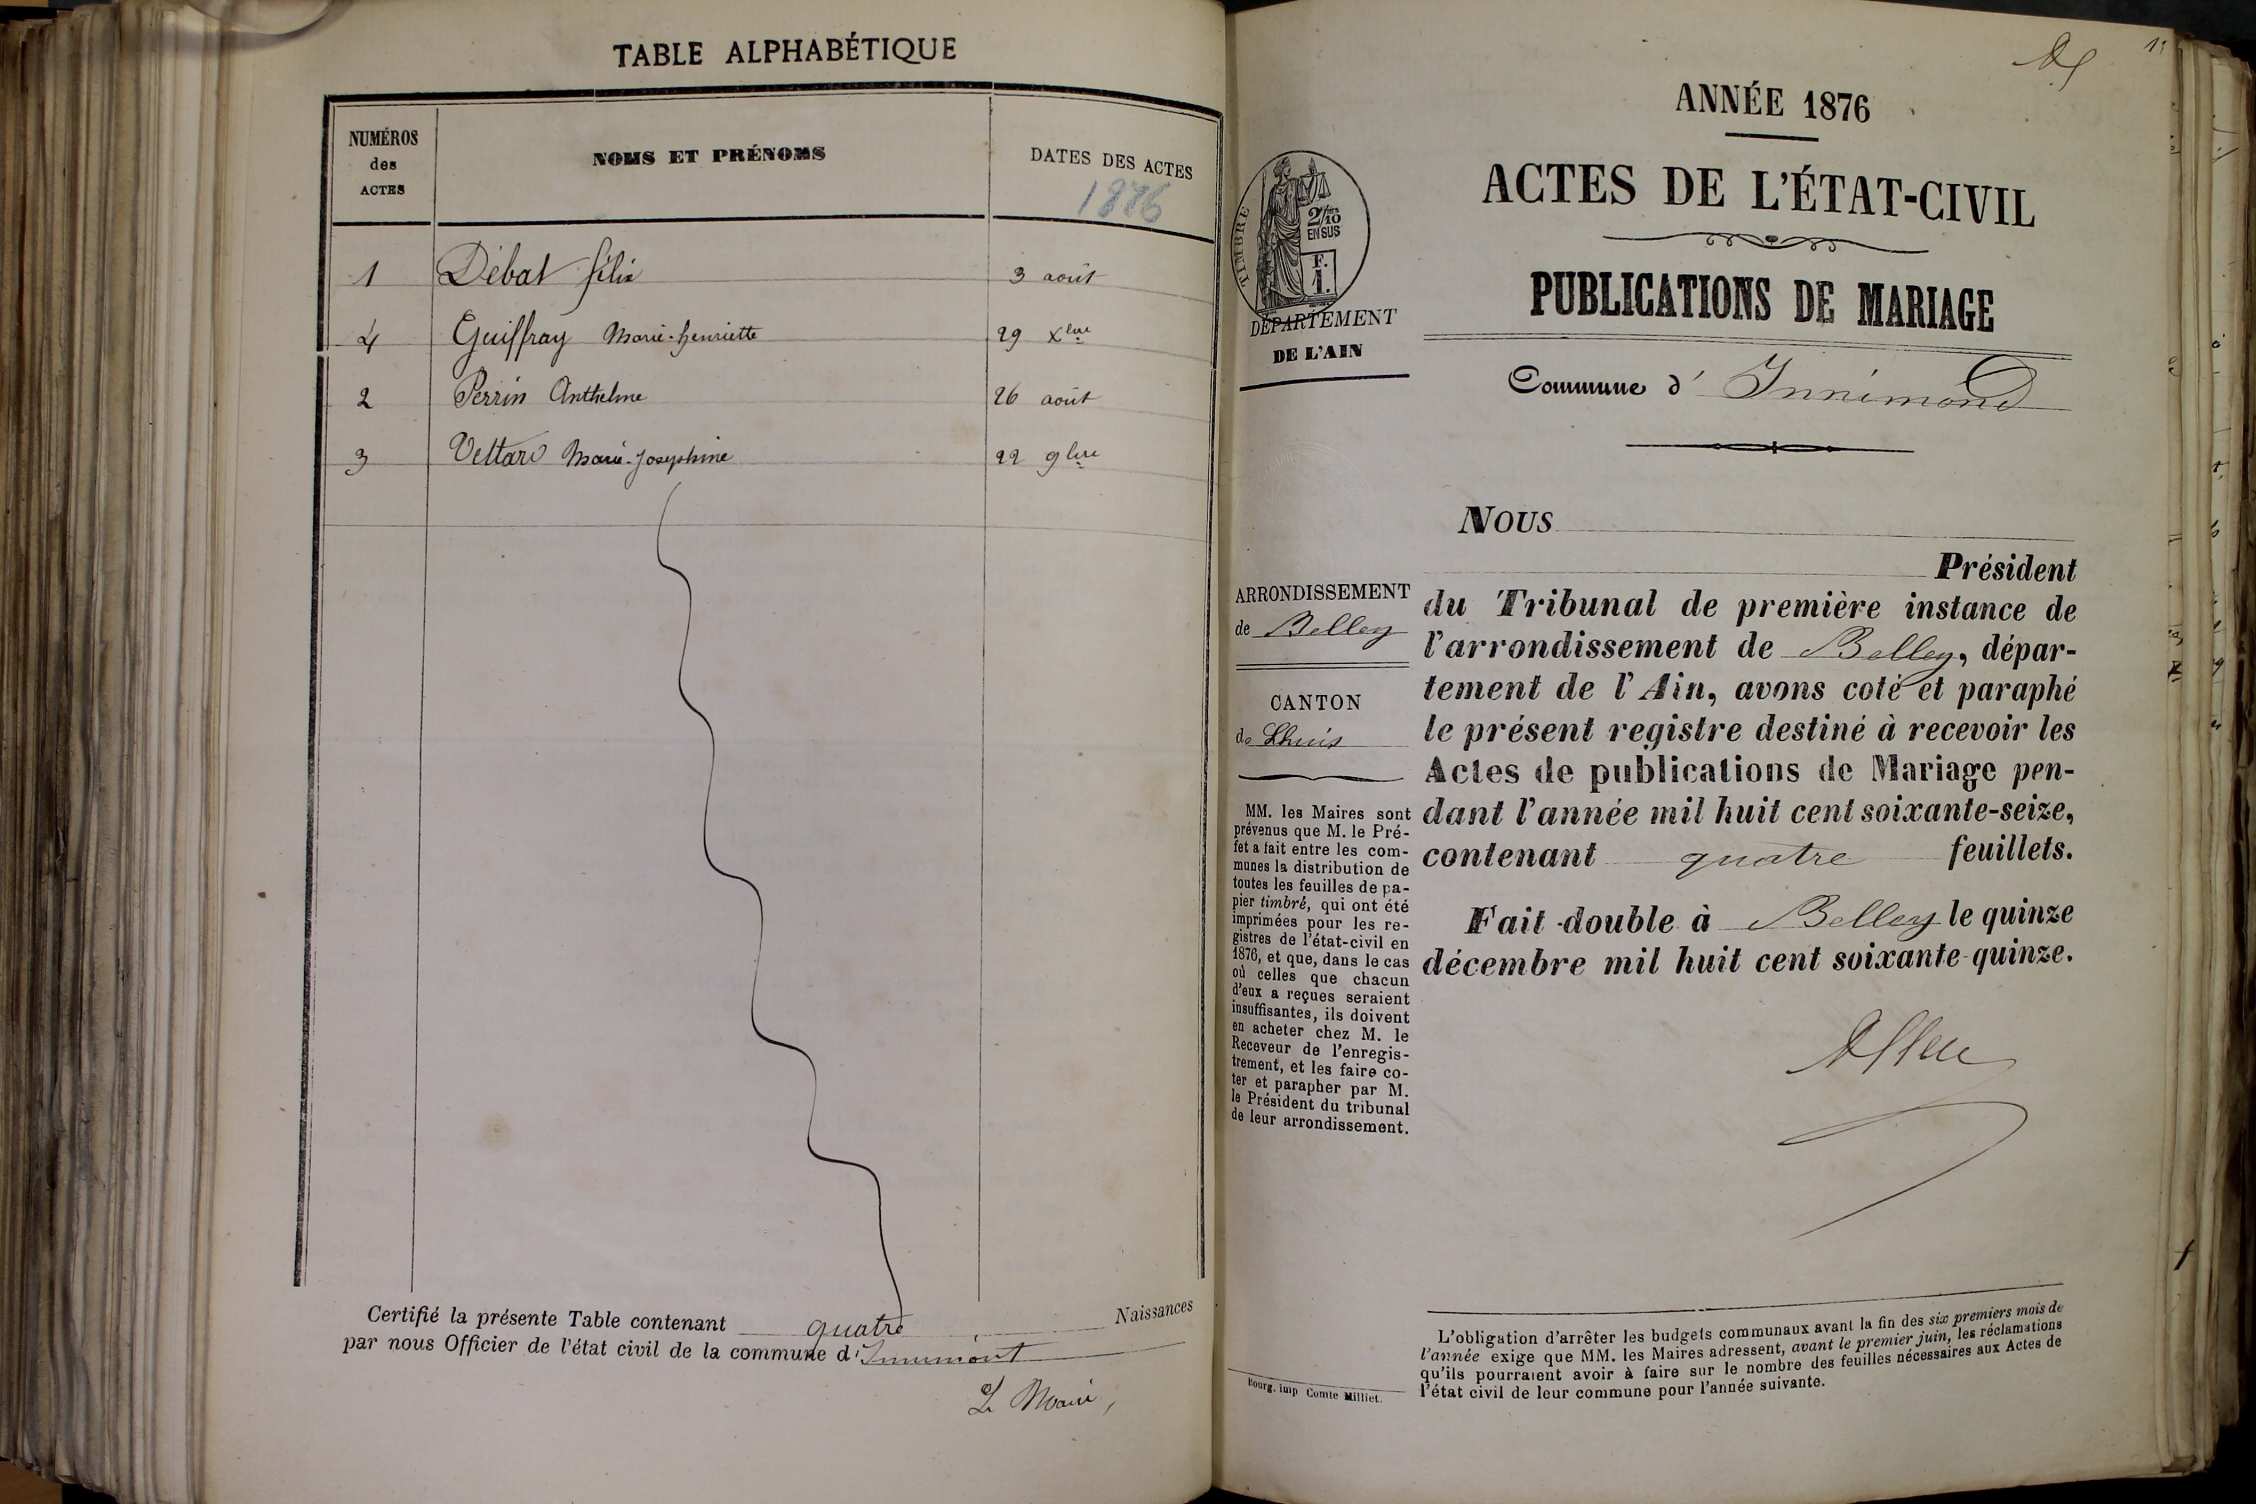 TABLE ALPHABÉTIQUE
NUMÉROS des ACTES
NOMS ET PRÉNOMS
DATES DES ACTES
1876
1 Débat félix 3 août
4 Guiffray Marie-henriette 29 Xbre
2 Perrin Anthelme 26 août
3 Vettard Marie-Josephine 22 9bre
Certifié la présente Table contenant quatre Naissances
par nous Officier de l'état civil de la commune d'Innimont
Le Maire,
ANNÉE 1876
ACTES DE L'ÉTAT-CIVIL
PUBLICATIONS DE MARIAGE
TIMBRE
2/10
EN SUS
F.
1.
DÉPARTEMENT
DE L'AIN
Commune d' Innimond
ARRONDISSEMENT
de Belley
CANTON
de Lhuis
MM. les Maires sont
prévenus que M. le Pré-
fet a fait entre les com-
munes la distribution de
toutes les feuilles de pa-
pier timbré, qui ont été
imprimées pour les re-
gistres de l'état-civil en
1876, et que, dans le cas
où celles que chacun
d'eux a reçues seraient
insuffisantes, ils doivent
en acheter chez M. le
Receveur de l'enregis-
trement, et les faire co-
ter et parapher par M.
le Président du tribunal
de leur arrondissement.
Bourg. imp Comte Milliet.
NOUS
Président
du Tribunal de première instance de
l'arrondissement de Belley, dépar-
tement de l'Ain, avons coté et paraphé
le présent registre destiné à recevoir les
Actes de publications de Mariage pen-
dant l'année mil huit cent soixante-seize,
contenant quatre feuillets.
Fait double à Belley le quinze
décembre mil huit cent soixante-quinze.
L'obligation d'arrêter les budgets communaux avant la fin des six premiers mois de
l'année exige que MM. les Maires adressent, avant le premier juin, les réclamations
qu'ils pourraient avoir à faire sur le nombre des feuilles nécessaires aux Actes de
l'état civil de leur commune pour l'année suivante.